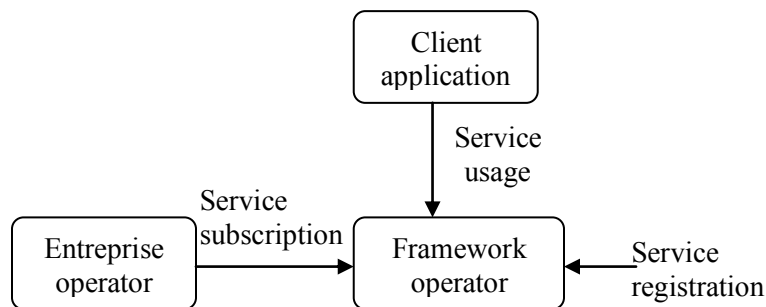 Client
application
Service
usage
Service
subscription
Entreprise
operator
Framework
operator
Service
registration